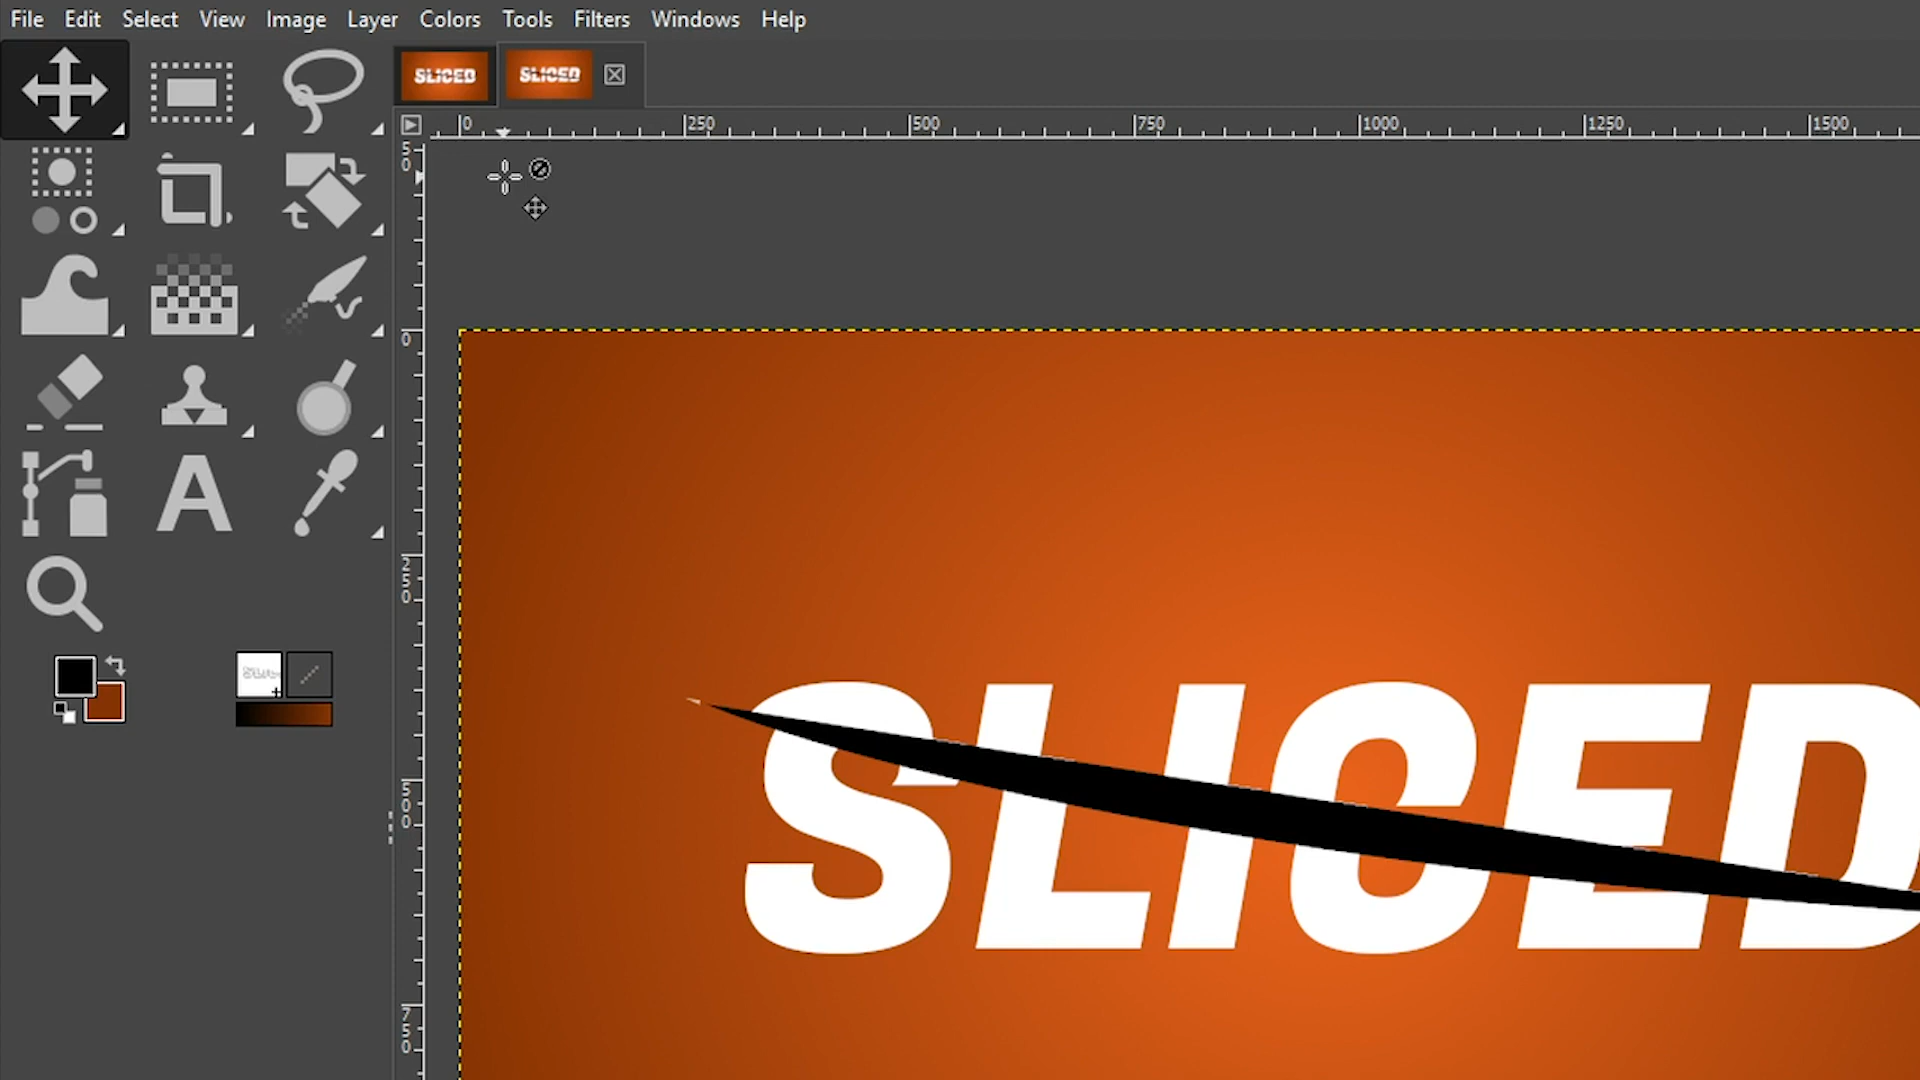 File Edit Select View Image Layer Colors Tools Filters Windows Help
SLICED SLICED
0 250 500 750 1000 1250 1500
50
0
250
500
750
A
SLICED